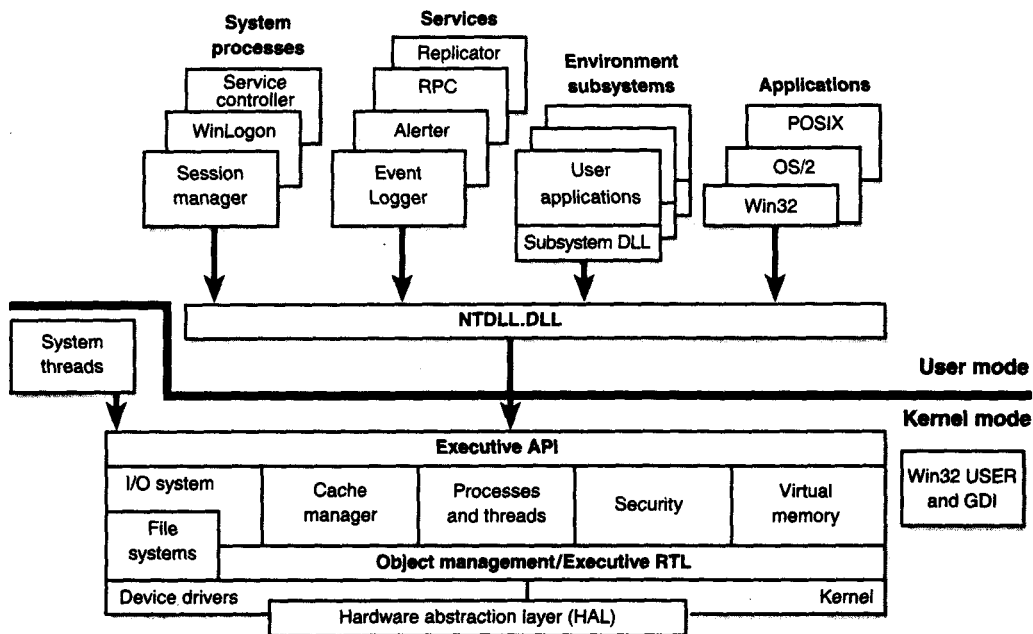 System
processes
Service
controller
WinLogon
Session
manager
Services
Replicator
RPC
Alerter
Event
Logger
Environment
subsystems
User
applications
Subsystem DLL
Applications
POSIX
OS/2
Win32
NTDLL.DLL
System
threads
User mode
Kernel mode
Executive API
I/O system
File
systems
Cache
manager
Processes
and threads
Security
Virtual
memory
Win32 USER
and GDI
Object management/Executive RTL
Device drivers
Kernel
Hardware abstraction layer (HAL)